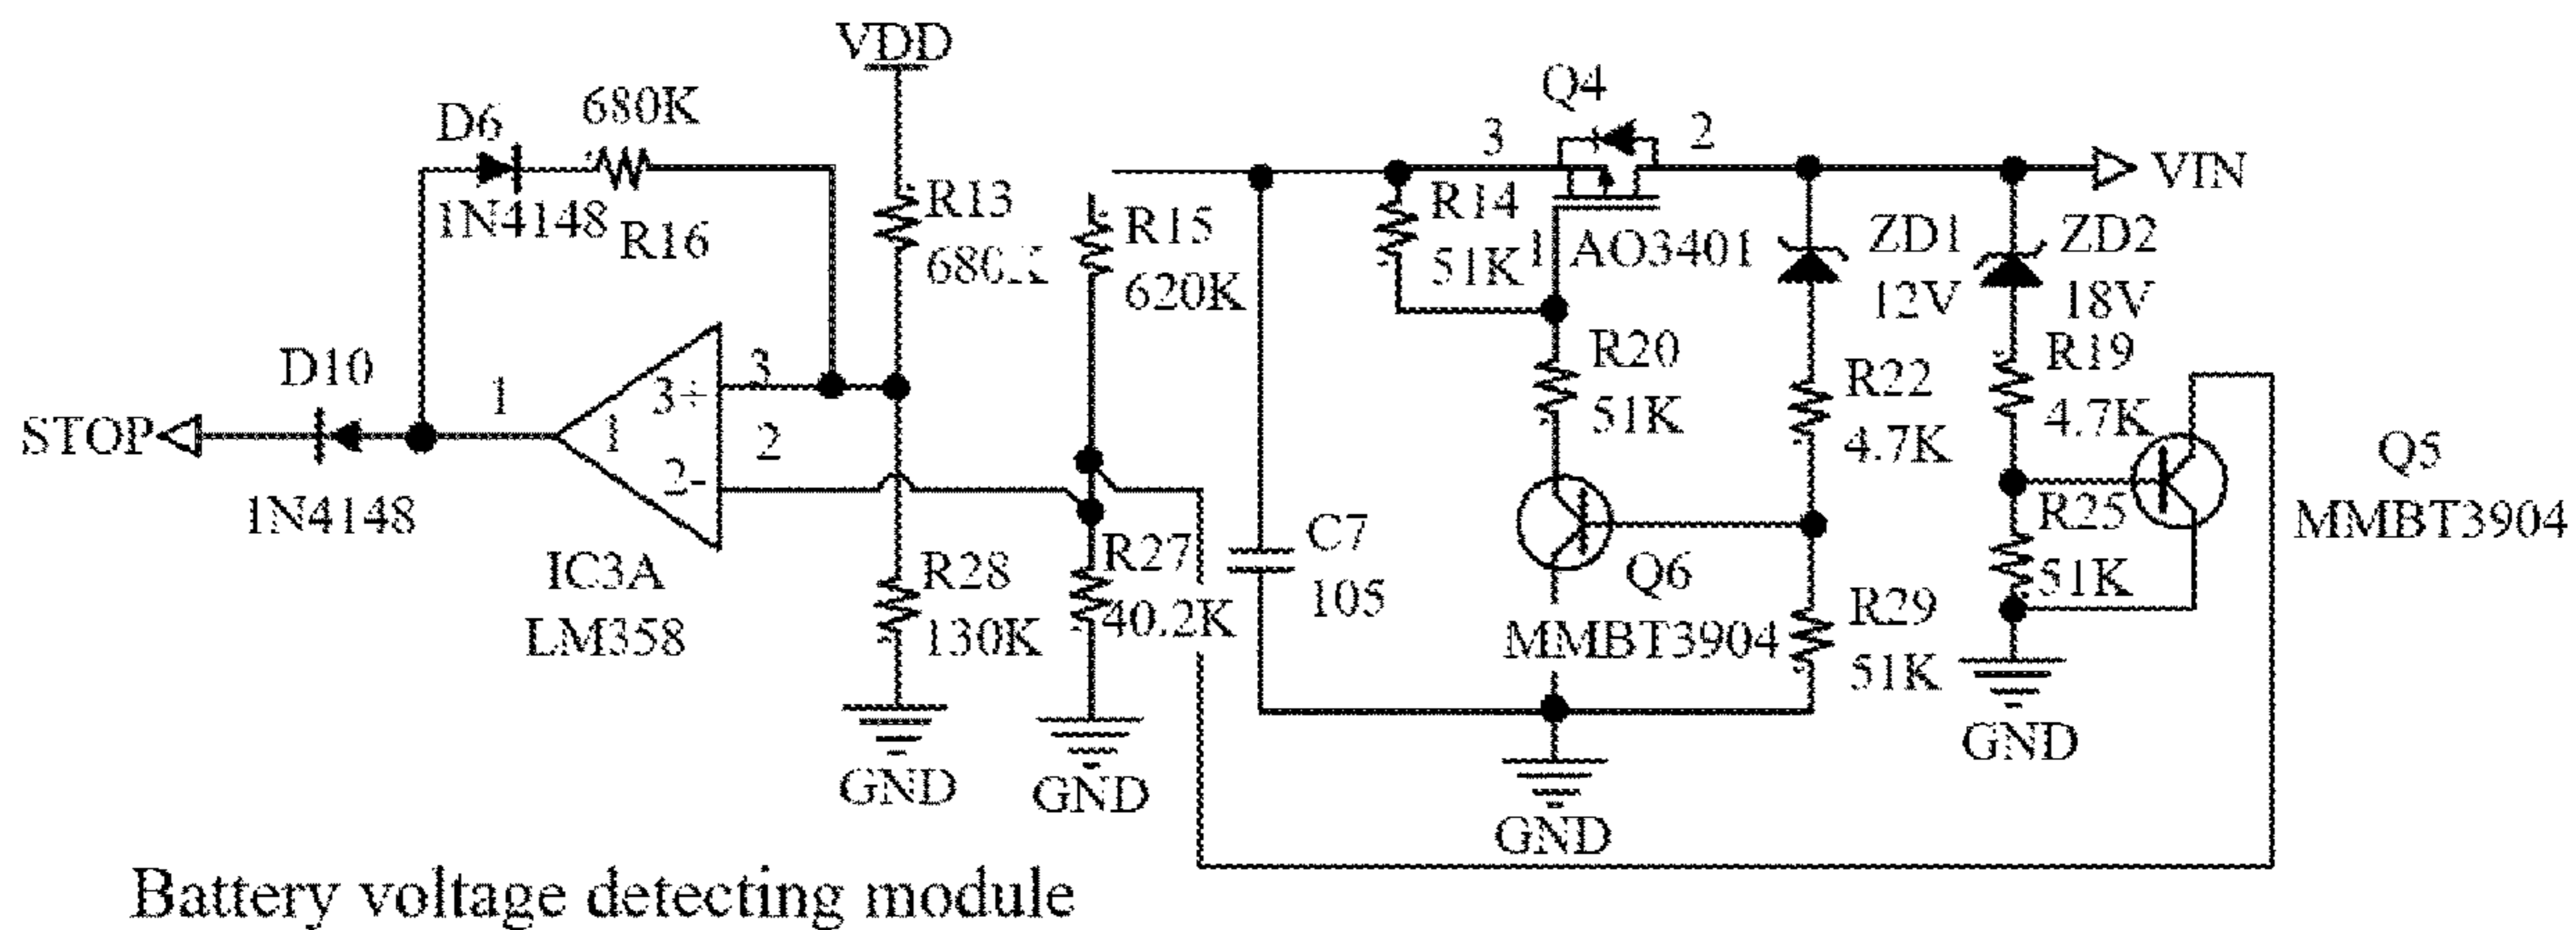 VDD
Q4
D6
680K
3
2
VIN
1N4148
R16
R13
R15
620K
R14
51K
1
AO3401
ZD1
12V
ZD2
18V
D10
1
3
3+
1
2-
2
STOP
1N4148
R20
51K
R22
4.7K
R19
4.7K
Q5
MMBT3904
IC3A
LM358
R28
130K
R27
40.2K
C7
105
Q6
MMBT3904
R25
51K
R29
51K
GND
GND
GND
GND
Battery voltage detecting module